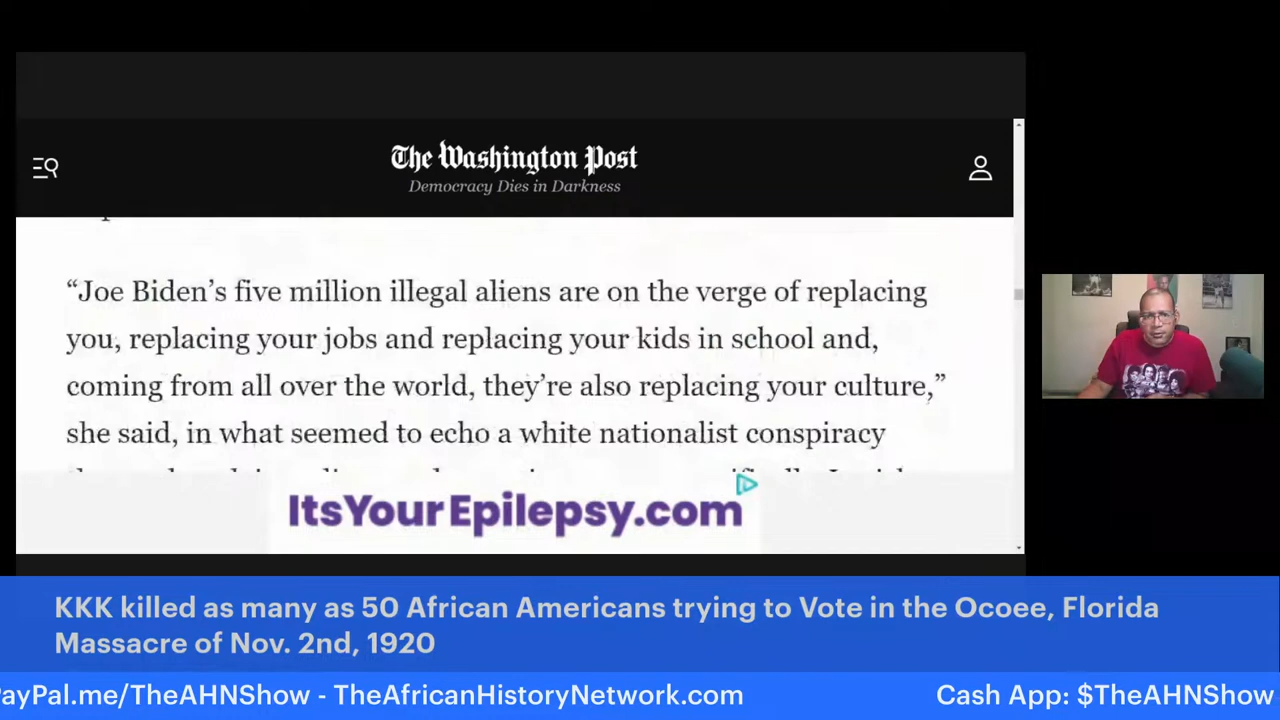 The Washington Post
Democracy Dies in Darkness
“Joe Biden’s five million illegal aliens are on the verge of replacing
you, replacing your jobs and replacing your kids in school and,
coming from all over the world, they’re also replacing your culture,”
she said, in what seemed to echo a white nationalist conspiracy
ItsYourEpilepsy.com
KKK killed as many as 50 African Americans trying to Vote in the Ocoee, Florida
Massacre of Nov. 2nd, 1920
PayPal.me/TheAHNShow - TheAfricanHistoryNetwork.com Cash App: $TheAHNShow